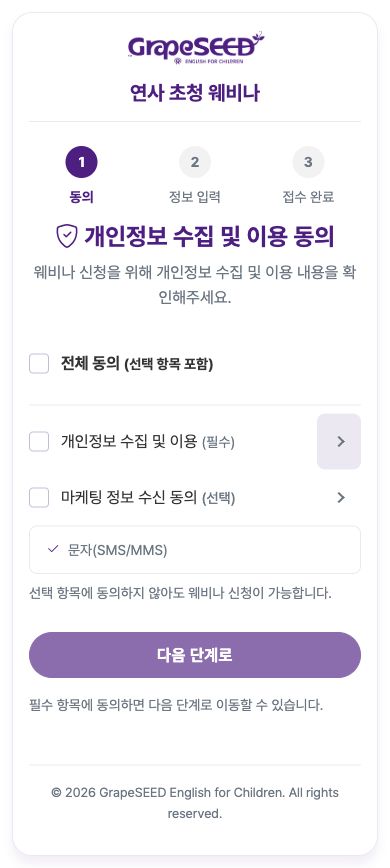 GrapeSEED
ENGLISH FOR CHILDREN
연사 초청 웨비나
1
2
3
동의
정보 입력
접수 완료
개인정보 수집 및 이용 동의
웨비나 신청을 위해 개인정보 수집 및 이용 내용을 확
인해주세요.
전체 동의 (선택 항목 포함)
개인정보 수집 및 이용 (필수)
마케팅 정보 수신 동의 (선택)
문자(SMS/MMS)
선택 항목에 동의하지 않아도 웨비나 신청이 가능합니다.
다음 단계로
필수 항목에 동의하면 다음 단계로 이동할 수 있습니다.
© 2026 GrapeSEED English for Children. All rights
reserved.